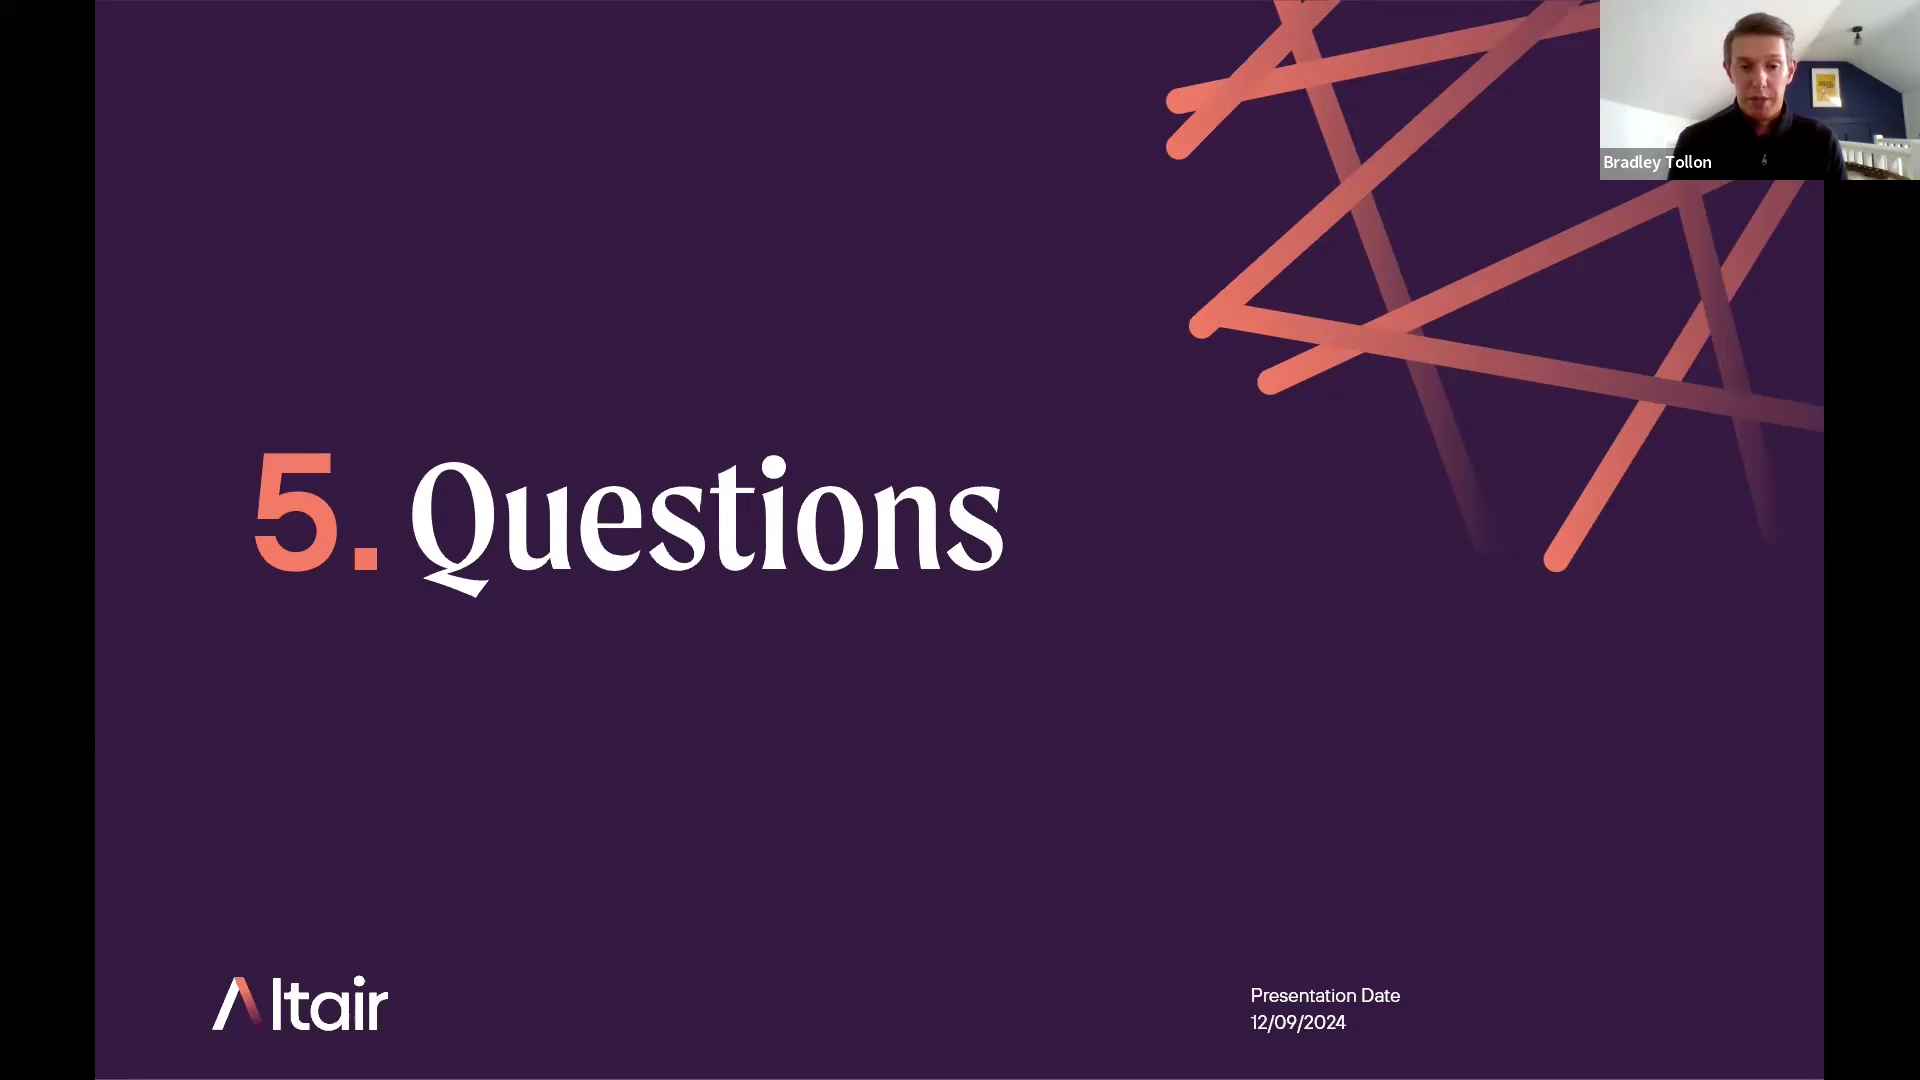 Bradley Tollon
5. Questions
Altair
Presentation Date
12/09/2024